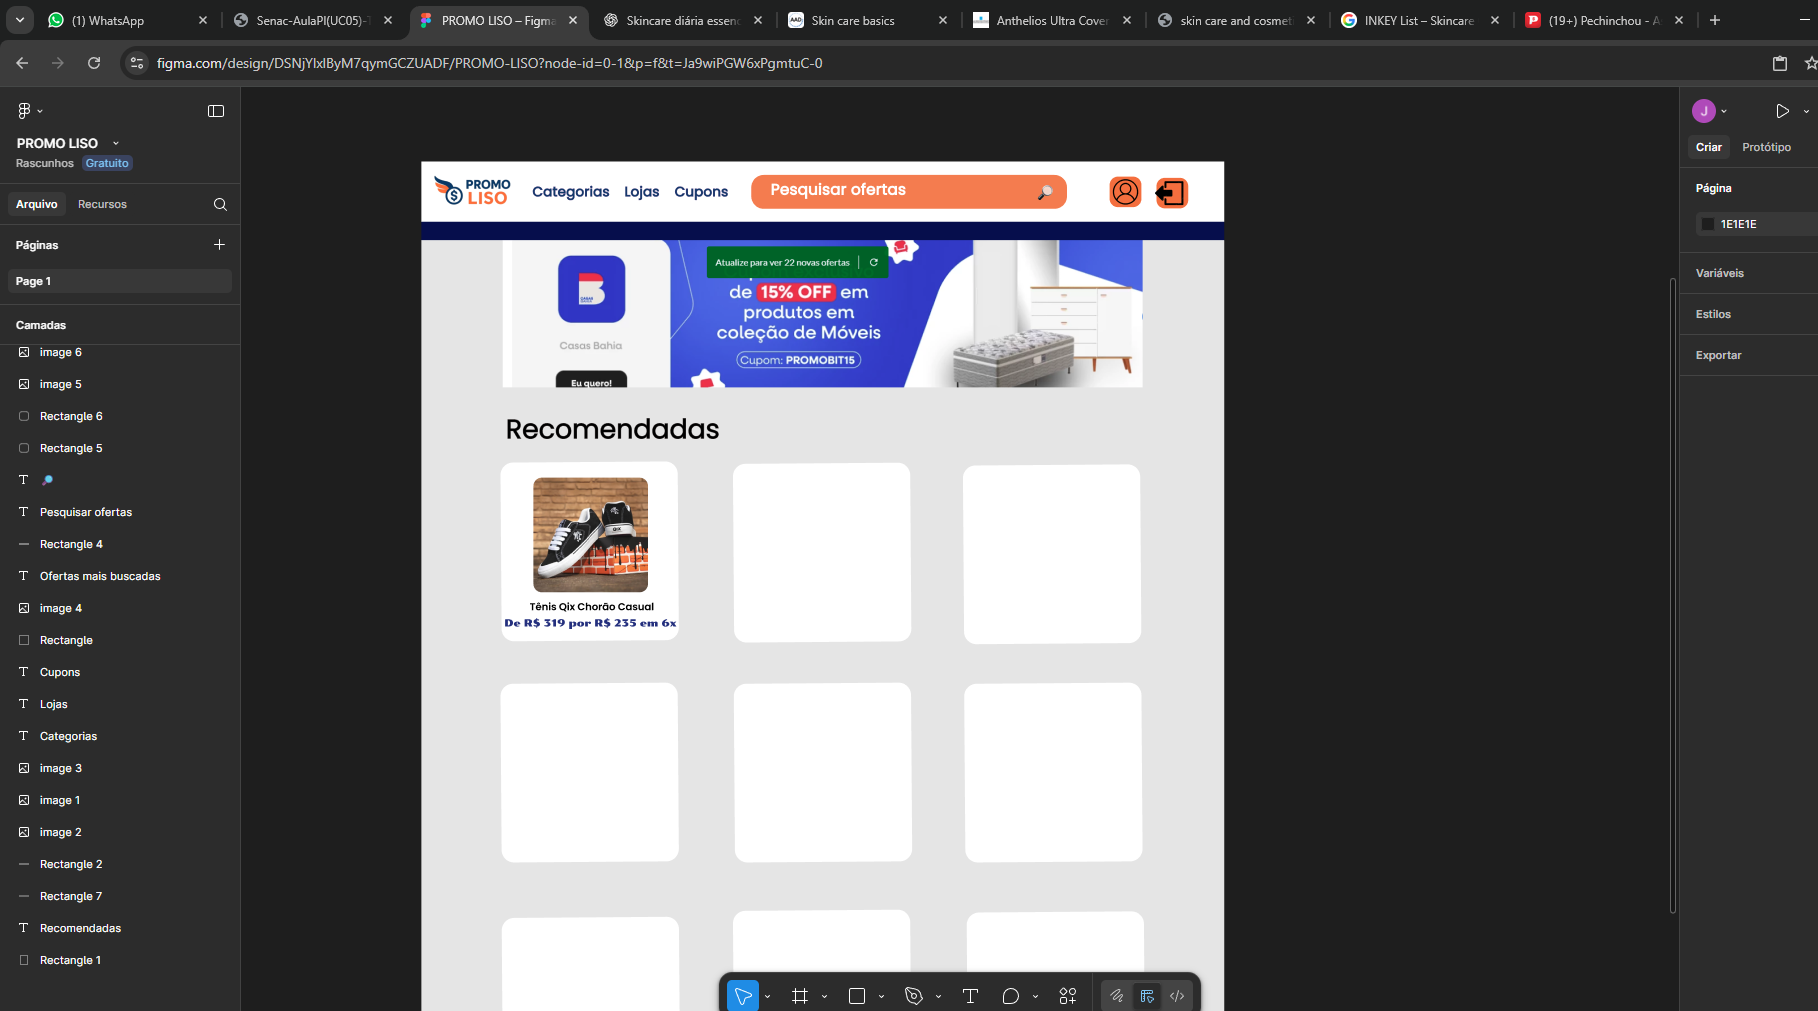 (1) WhatsApp
Senac-AulaPI(UC05)-
PROMO LISO – Figma
Skincare diária essenc
Skin care basics
Anthelios Ultra Cover
skin care and cosmeti
INKEY List – Skincare
(19+) Pechinchou - A
figma.com/design/DSNjYlxlByM7qymGCZUADF/PROMO-LISO?node-id=0-1&p=f&t=Ja9wiPGW6xPgmtuC-0
PROMO LISO
Rascunhos Gratuito
Arquivo Recursos
Páginas
Page 1
Camadas
image 6
image 5
Rectangle 6
Rectangle 5
Pesquisar ofertas
Rectangle 4
Ofertas mais buscadas
image 4
Rectangle
Cupons
Lojas
Categorias
image 3
image 1
image 2
Rectangle 2
Rectangle 7
Recomendadas
Rectangle 1
PROMO
LISO
Categorias Lojas Cupons
Pesquisar ofertas
CASAS BAHIA
Casas Bahia
Eu quero!
Atualize para ver 22 novas ofertas
de 15% OFF em
produtos em
coleção de Móveis
Cupom: PROMOBIT15
Recomendadas
QIX
Tênis Qix Chorão Casual
De R$ 319 por R$ 235 em 6x
J
Criar Protótipo
Página
1E1E1E
Variáveis
Estilos
Exportar